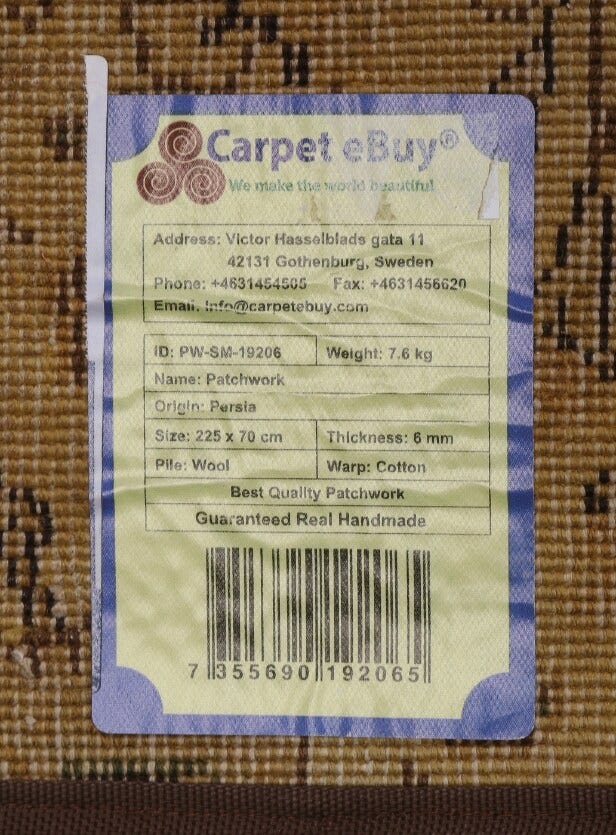 Carpet eBuy®
We make the world beautiful
Address: Victor Hasselblads gata 11
42131 Gothenburg, Sweden
Phone: +4631454505 Fax: +4631456620
Email: Info@carpetebuy.com
ID: PW-SM-19206 Weight: 7.6 kg
Name: Patchwork
Origin: Persia
Size: 225 x 70 cm Thickness: 6 mm
Pile: Wool Warp: Cotton
Best Quality Patchwork
Guaranteed Real Handmade
7 355690 192065